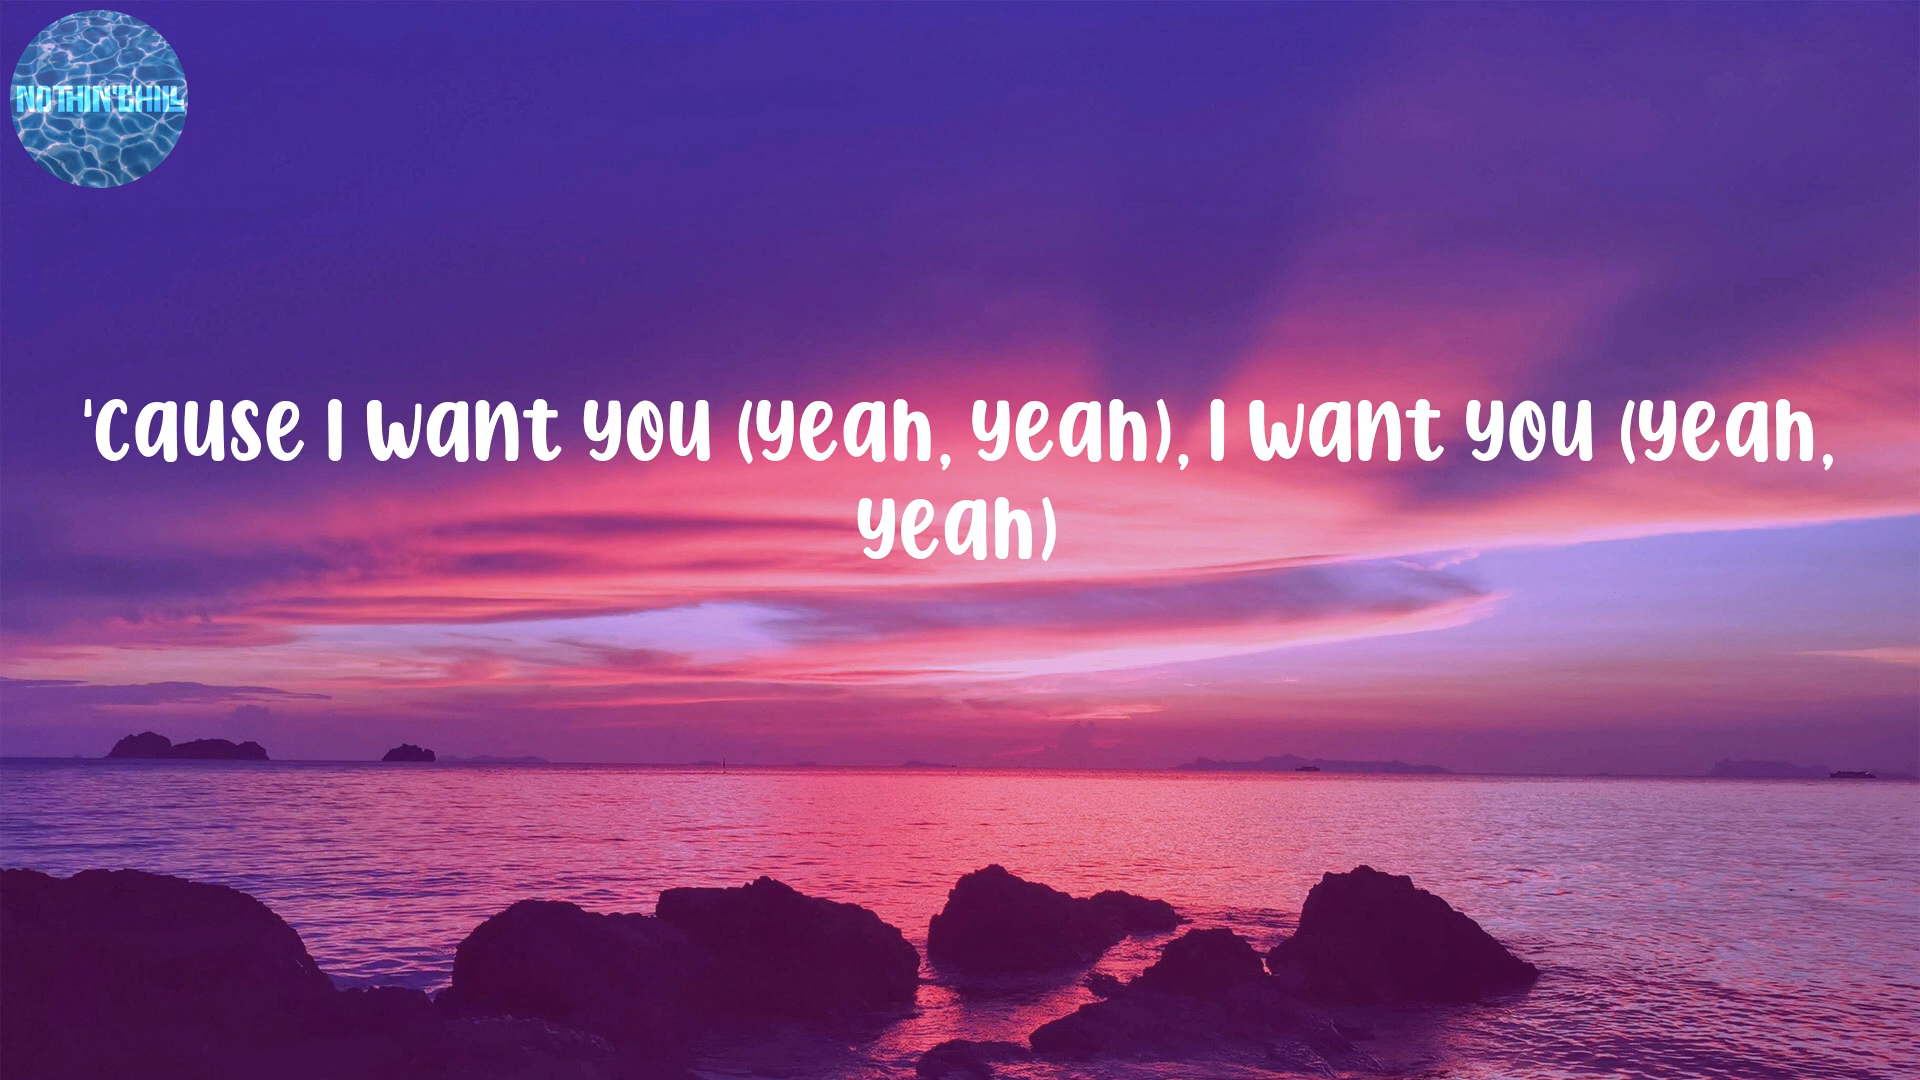 NOTHIN'CHILL
'Cause I want you (yeah, yeah), I want you (yeah,
yeah)